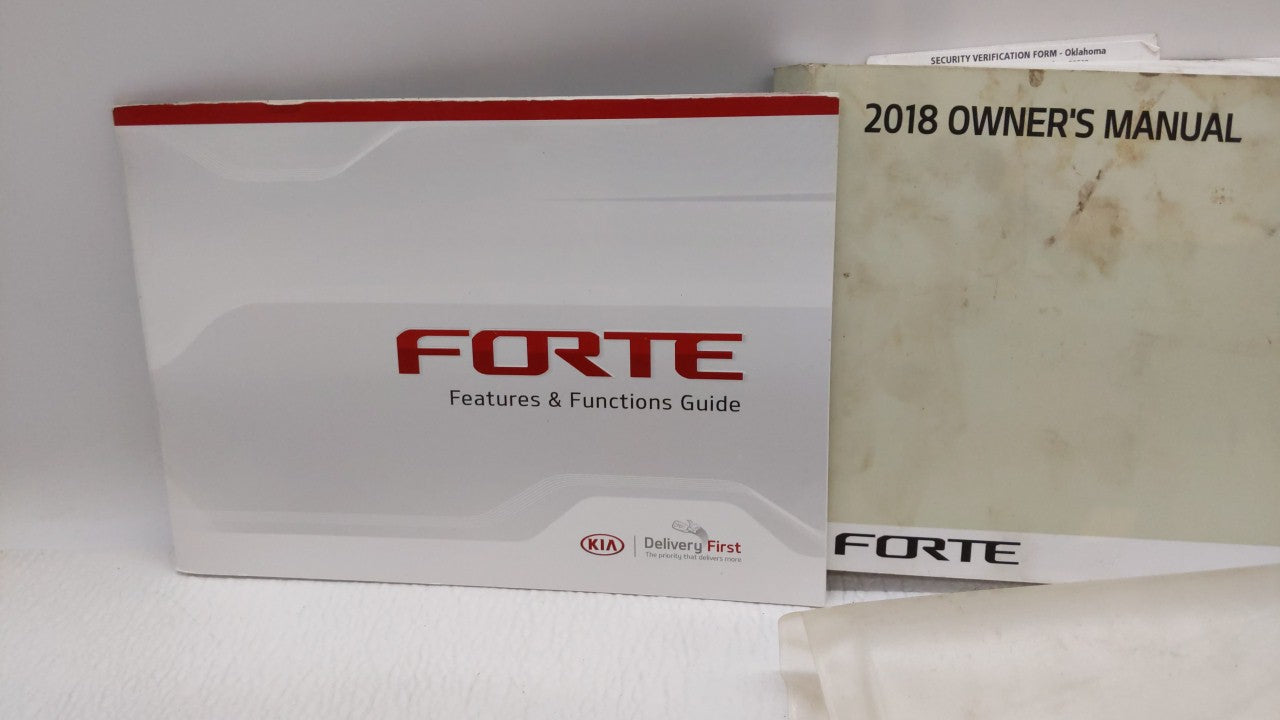 FORTE
Features & Functions Guide
KIA
Delivery First
The priority that delivers more
SECURITY VERIFICATION FORM - Oklahoma
2018 OWNER'S MANUAL
FORTE